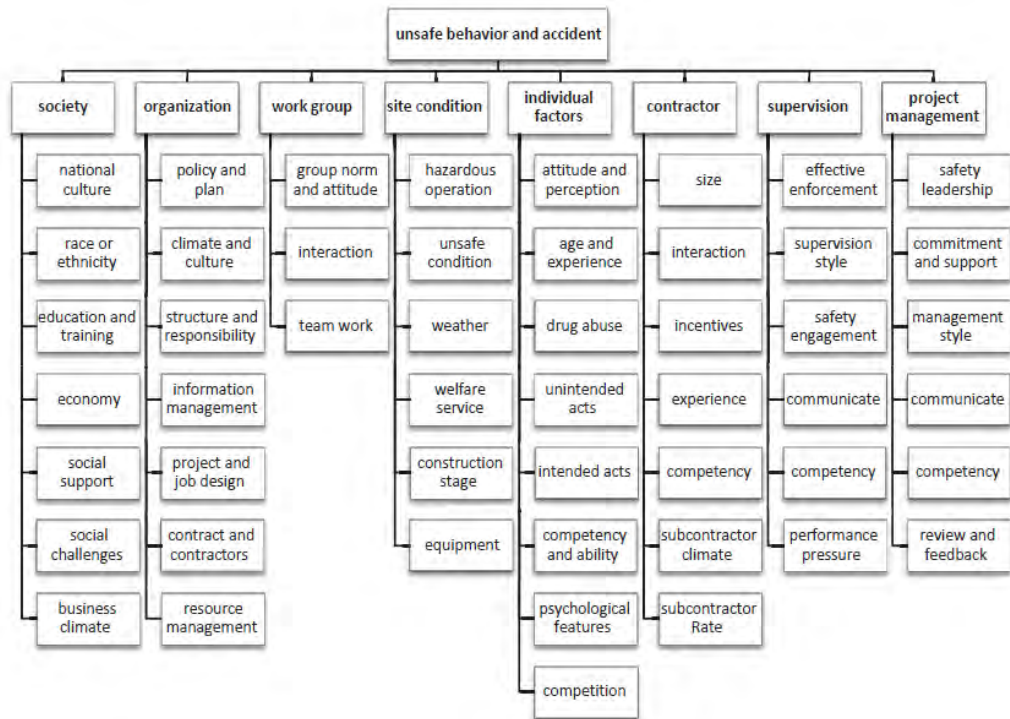 unsafe behavior and accident
society
organization
work group
site condition
individual
factors
contractor
supervision
project
management
national
culture
race or
ethnicity
education and
training
economy
social
support
social
challenges
business
climate
policy and
plan
climate and
culture
structure and
responsibility
information
management
project and
job design
contract and
contractors
resource
management
group norm
and attitude
interaction
team work
hazardous
operation
unsafe
condition
weather
welfare
service
construction
stage
equipment
attitude and
perception
age and
experience
drug abuse
unintended
acts
intended acts
competency
and ability
psychological
features
competition
size
interaction
incentives
experience
competency
subcontractor
climate
subcontractor
Rate
effective
enforcement
supervision
style
safety
engagement
communicate
competency
performance
pressure
safety
leadership
commitment
and support
management
style
communicate
competency
review and
feedback